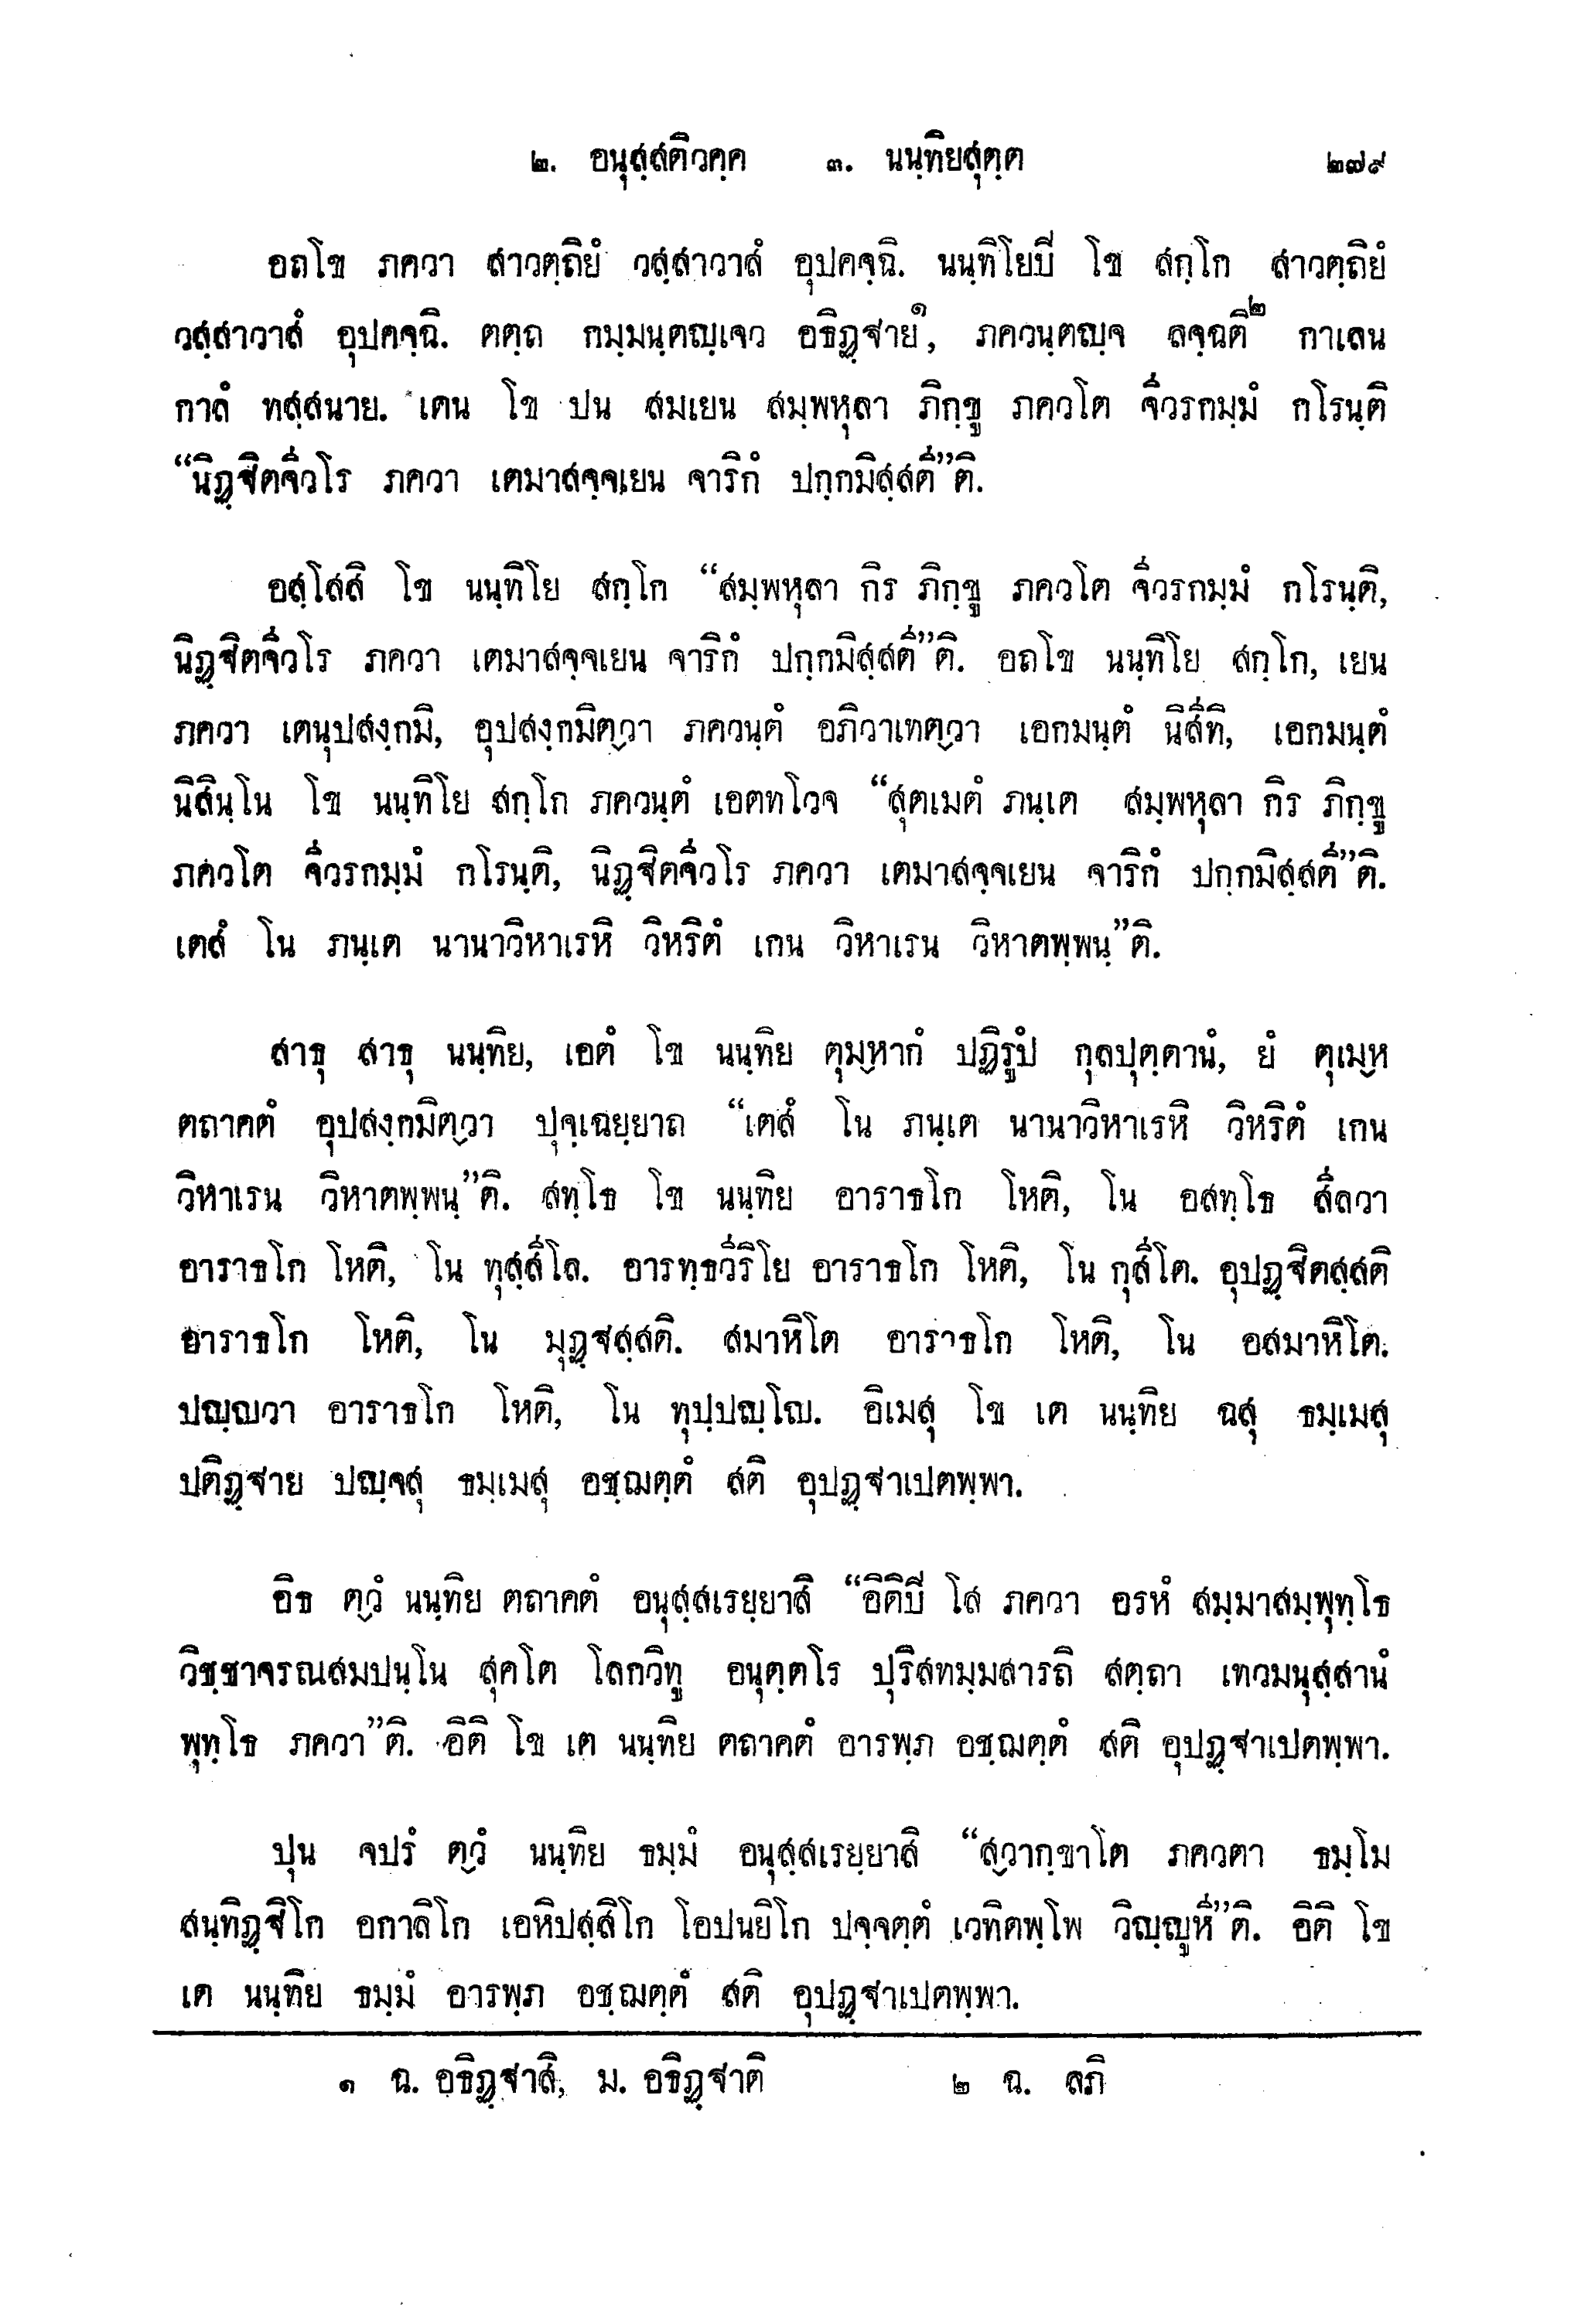 ๒. อนุสฺสติวคฺค ๓. นนฺทิยสุตฺต ๒๗๙
อถโข ภควา สาวตฺถิยํ วสฺสาวาสํ อุปคจฺฉิ. นนฺทิโยปี โข สกฺโก สาวตฺถิยํ
วสฺสาวาสํ อุปคจฺฉิ. ตตฺถ กมฺมนฺตญฺเจว อธิฏฺฐาย๑, ภควนฺตญฺจ ลจฺฉติ๒ กาเลน
กาลํ ทสฺสนาย. เตน โข ปน สมเยน สมฺพหุลา ภิกฺขู ภควโต จีวรกมฺมํ กโรนฺติ
“นิฏฺฐิตจีวโร ภควา เตมาสจฺจเยน จาริกํ ปกฺกมิสฺสตี”ติ.
อสฺโสสิ โข นนฺทิโย สกฺโก “สมฺพหุลา กิร ภิกฺขู ภควโต จีวรกมฺมํ กโรนฺติ,
นิฏฺฐิตจีวโร ภควา เตมาสจฺจเยน จาริกํ ปกฺกมิสฺสตี”ติ. อถโข นนฺทิโย สกฺโก, เยน
ภควา เตนุปสงฺกมิ, อุปสงฺกมิตฺวา ภควนฺตํ อภิวาเทตฺวา เอกมนฺตํ นิสีทิ, เอกมนฺตํ
นิสินฺโน โข นนฺทิโย สกฺโก ภควนฺตํ เอตทโวจ “สุตเมตํ ภนฺเต สมฺพหุลา กิร ภิกฺขู
ภควโต จีวรกมฺมํ กโรนฺติ, นิฏฺฐิตจีวโร ภควา เตมาสจฺจเยน จาริกํ ปกฺกมิสฺสตี”ติ.
เตสํ โน ภนฺเต นานาวิหาเรหิ วิหริตํ เกน วิหาเรน วิหาตพฺพนฺ”ติ.
สาธุ สาธุ นนฺทิย, เอตํ โข นนฺทิย ตุมฺหากํ ปฏิรูปํ กุลปุตฺตานํ, ยํ ตุเมฺห
ตถาคตํ อุปสงฺกมิตฺวา ปุจฺเฉยฺยาถ “เตสํ โน ภนฺเต นานาวิหาเรหิ วิหริตํ เกน
วิหาเรน วิหาตพฺพนฺ”ติ. สทฺโธ โข นนฺทิย อาราธโก โหติ, โน อสทฺโธ สีลวา
อาราธโก โหติ, โน ทุสฺสีโล. อารทฺธวีริโย อาราธโก โหติ, โน กุสีโต. อุปฏฺฐิตสฺสติ
อาราธโก โหติ, โน มุฏฺฐสฺสติ. สมาหิโต อาราธโก โหติ, โน อสมาหิโต.
ปญฺญวา อาราธโก โหติ, โน ทุปฺปญฺโญ. อิเมสุ โข เต นนฺทิย ฉสุ ธมฺเมสุ
ปติฏฺฐาย ปญฺจสุ ธมฺเมสุ อชฺฌตฺตํ สติ อุปฏฺฐาเปตพฺพา.
อิธ ตฺวํ นนฺทิย ตถาคตํ อนุสฺสเรยฺยาสิ “อิติปี โส ภควา อรหํ สมฺมาสมฺพุทฺโธ
วิชฺชาจรณสมปนฺโน สุคโต โลกวิทู อนุตฺตโร ปุริสทมฺมสารถิ สตฺถา เทวมนุสฺสานํ
พุทฺโธ ภควา”ติ. อิติ โข เต นนฺทิย ตถาคตํ อารพฺภ อชฺฌตฺตํ สติ อุปฏฺฐาเปตพฺพา.
ปุน จปรํ ตฺวํ นนฺทิย ธมฺมํ อนุสฺสเรยฺยาสิ “สฺวากฺขาโต ภควตา ธมฺโม
สนฺทิฏฺฐิโก อกาลิโก เอหิปสฺสิโก โอปนยิโก ปจฺจตฺตํ เวทิตพฺโพ วิญฺญูหี”ติ. อิติ โข
เต นนฺทิย ธมฺมํ อารพฺภ อชฺฌตฺตํ สติ อุปฏฺฐาเปตพฺพา.
๑ ฉ. อธิฏฺฐาสิ, ม. อธิฏฺฐาติ ๒ ฉ. ลภิ